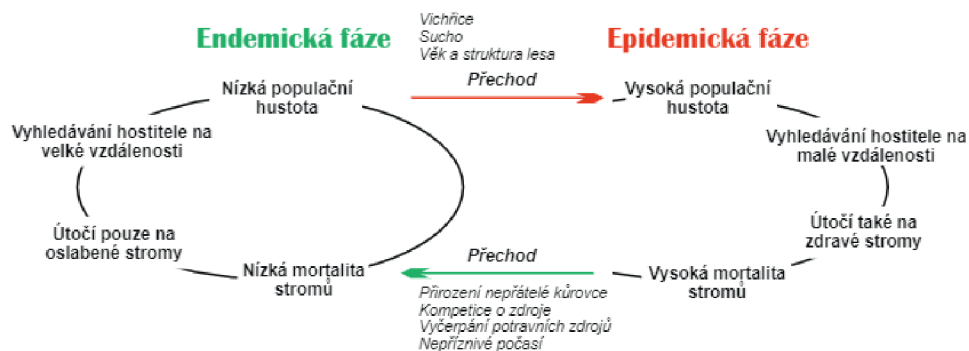 Endemická fáze
Vichřice
Sucho
Věk a struktura lesa
Přechod
Epidemická fáze
Nízká populační
hustota
Vysoká populační
hustota
Vyhledávání hostitele na
velké vzdálenosti
Vyhledávání hostitele na
malé vzdálenosti
Útočí pouze na
oslabené stromy
Útočí také na
zdravé stromy
Nízká mortalita
stromů
Přechod
Vysoká mortalita
stromů
Přirození nepřátelé kůrovce
Kompetice o zdroje
Vyčerpání potravních zdrojů
Nepříznivé počasí